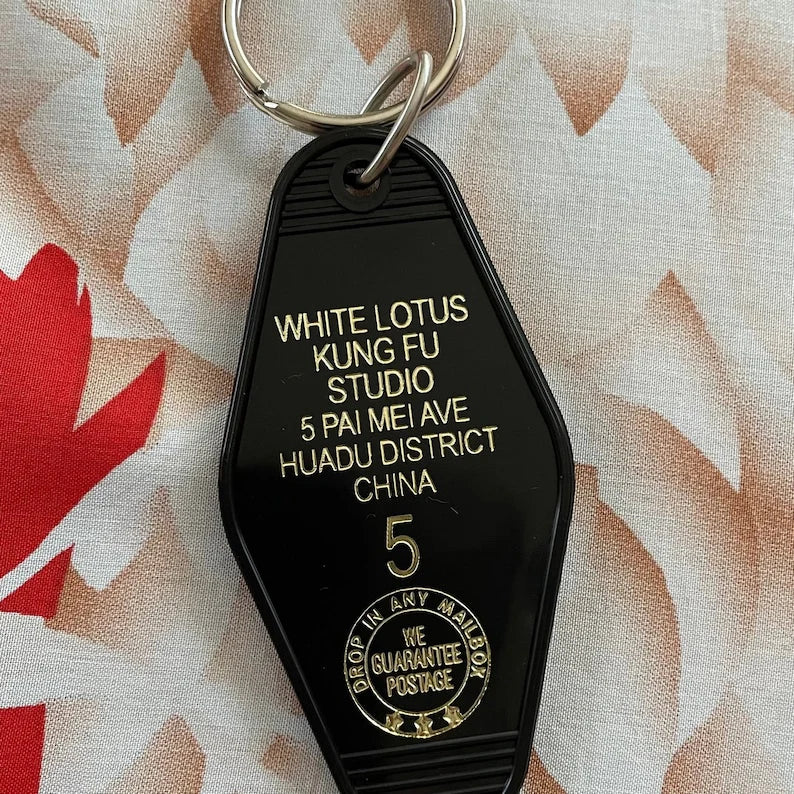 WHITE LOTUS
KUNG FU
STUDIO
5 PAI MEI AVE
HUADU DISTRICT
CHINA
5
DROP IN ANY MAILBOX
WE
GUARANTEE
POSTAGE